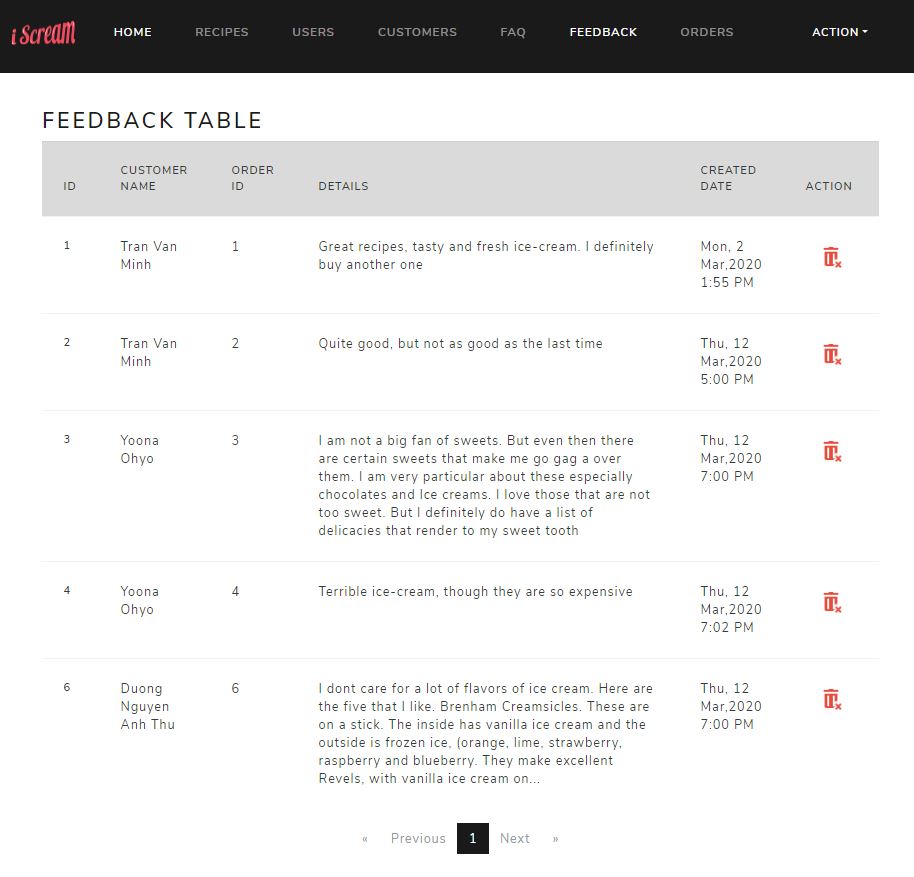 i Scream HOME RECIPES USERS CUSTOMERS FAQ FEEDBACK ORDERS ACTION
FEEDBACK TABLE
ID CUSTOMER NAME ORDER ID DETAILS CREATED DATE ACTION
1 Tran Van 1 Great recipes, tasty and fresh ice-cream. I definitely Mon, 2
Minh buy another one Mar,2020
1:55 PM
2 Tran Van 2 Quite good, but not as good as the last time Thu, 12
Minh Mar,2020
5:00 PM
3 Yoona 3 I am not a big fan of sweets. But even then there Thu, 12
Ohyo are certain sweets that make me go gag a over Mar,2020
them. I am very particular about these especially 7:00 PM
chocolates and Ice creams. I love those that are not
too sweet. But I definitely do have a list of
delicacies that render to my sweet tooth
4 Yoona 4 Terrible ice-cream, though they are so expensive Thu, 12
Ohyo Mar,2020
7:02 PM
6 Duong 6 I dont care for a lot of flavors of ice cream. Here are Thu, 12
Nguyen the five that I like. Brenham Creamsicles. These are Mar,2020
Anh Thu on a stick. The inside has vanilla ice cream and the 7:00 PM
outside is frozen ice, (orange, lime, strawberry,
raspberry and blueberry. They make excellent
Revels, with vanilla ice cream on...
« Previous 1 Next »